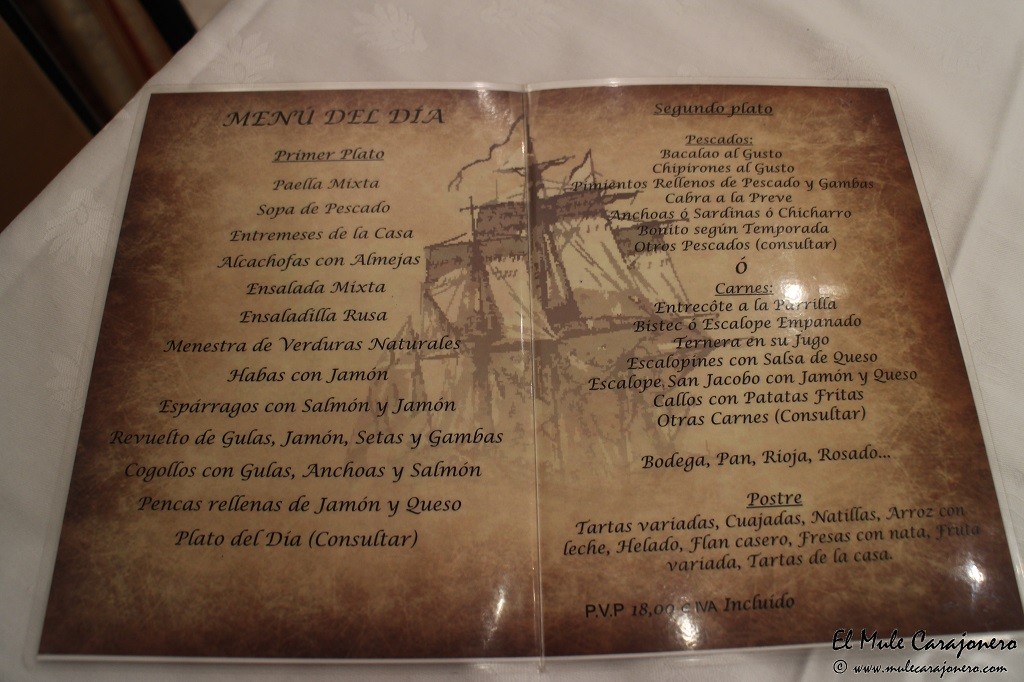 MENÚ DEL DÍA
Primer Plato
Paella Mixta
Sopa de Pescado
Entremeses de la Casa
Alcachofas con Almejas
Ensalada Mixta
Ensaladilla Rusa
Menestra de Verduras Naturales
Habas con Jamón
Espárragos con Salmón y Jamón
Revuelto de Gulas, Jamón, Setas y Gambas
Cogollos con Gulas, Anchoas y Salmón
Pencas rellenas de Jamón y Queso
Plato del Día (Consultar)
Segundo plato
Pescados:
Bacalao al Gusto
Chipirones al Gusto
Pimientos Rellenos de Pescado y Gambas
Cabra a la Preve
Anchoas ó Sardinas ó Chicharro
Bonito según Temporada
Otros Pescados (consultar)
Ó
Carnes:
Entrecôte a la Parrilla
Bistec ó Escalope Empanado
Ternera en su Jugo
Escalopines con Salsa de Queso
Escalope San Jacobo con Jamón y Queso
Callos con Patatas Fritas
Otras Carnes (Consultar)
Bodega, Pan, Rioja, Rosado...
Postre
Tartas variadas, Cuajadas, Natillas, Arroz con
leche, Helado, Flan casero, Fresas con nata, Fruta
variada, Tartas de la casa.
P.V.P 18,00 € IVA Incluído
El Mule Carajonero
© www.mulecarajonero.com